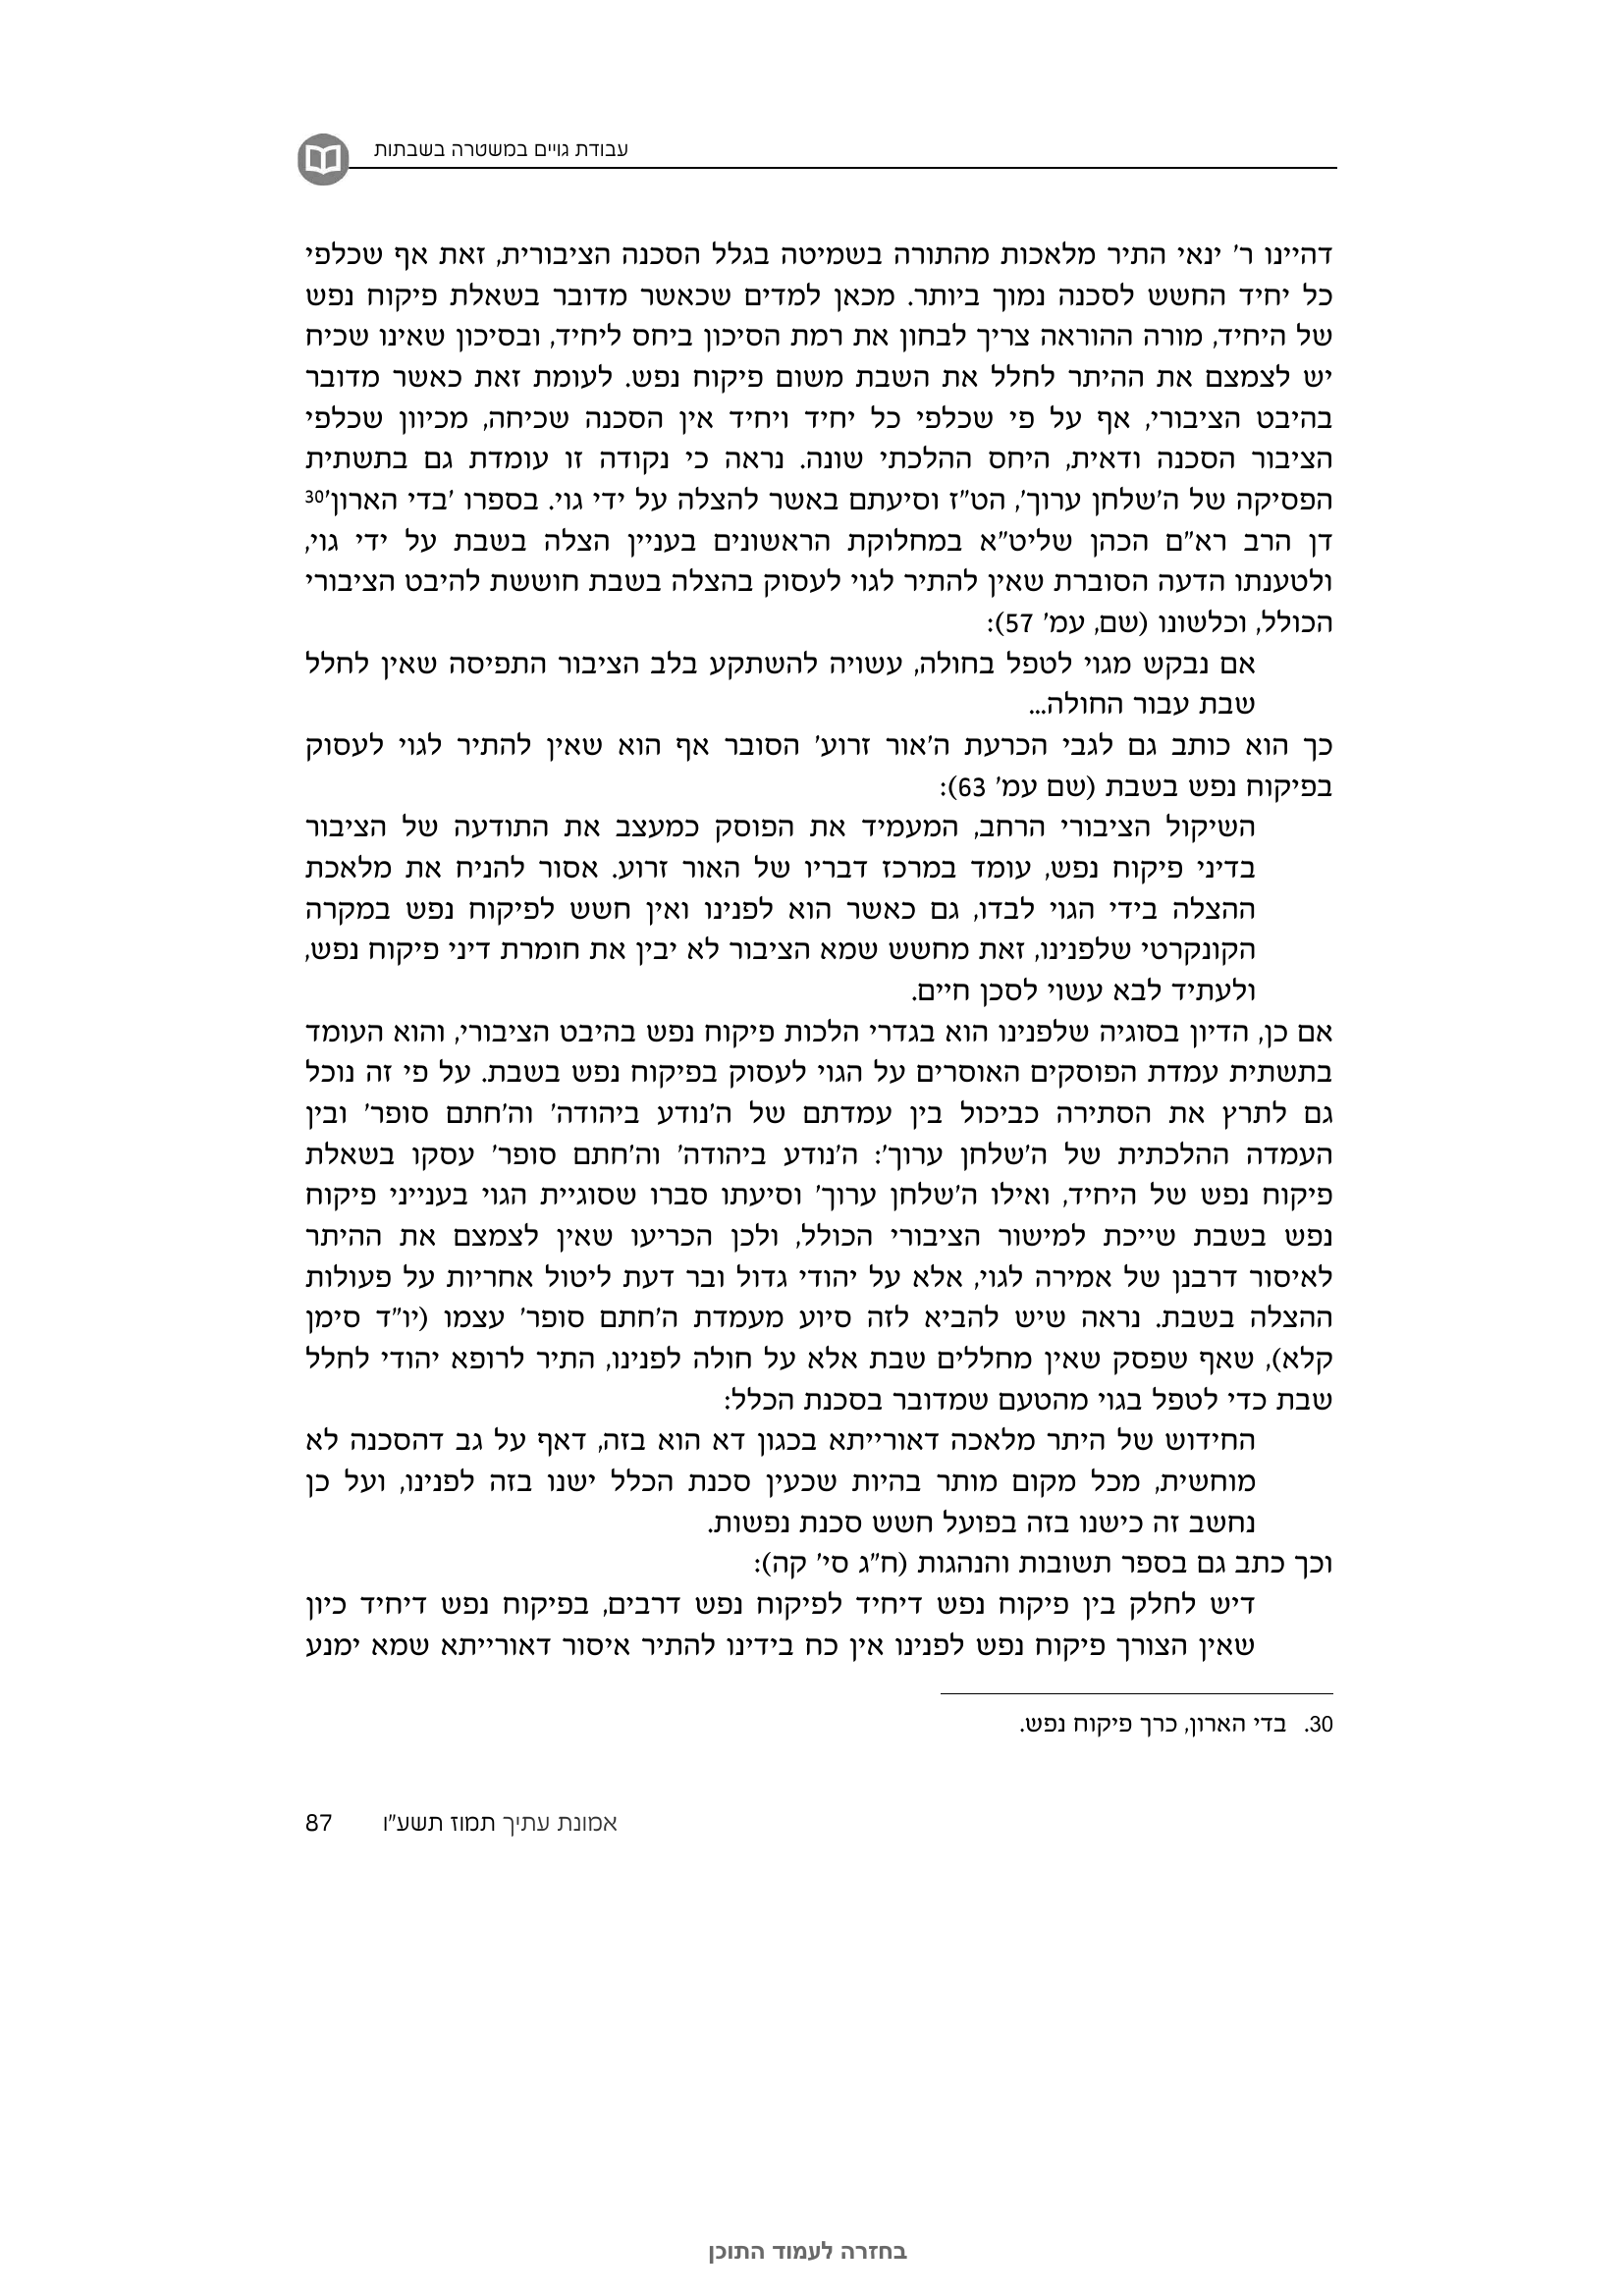 עבודת גויים במשטרה בשבתות
דהיינו ר' ינאי התיר מלאכות מהתורה בשמיטה בגלל הסכנה הציבורית, זאת אף שכלפי
כל יחיד החשש לסכנה נמוך ביותר. מכאן למדים שכאשר מדובר בשאלת פיקוח נפש
של היחיד, מורה ההוראה צריך לבחון את רמת הסיכון ביחס ליחיד, ובסיכון שאינו שכיח
יש לצמצם את ההיתר לחלל את השבת משום פיקוח נפש. לעומת זאת כאשר מדובר
בהיבט הציבורי, אף על פי שכלפי כל יחיד ויחיד אין הסכנה שכיחה, מכיוון שכלפי
הציבור הסכנה ודאית, היחס ההלכתי שונה. נראה כי נקודה זו עומדת גם בתשתית
הפסיקה של ה'שלחן ערוך', הט"ז וסיעתם באשר להצלה על ידי גוי. בספרו 'בדי הארון'30
דן הרב רא"ם הכהן שליט"א במחלוקת הראשונים בעניין הצלה בשבת על ידי גוי,
ולטענתו הדעה הסוברת שאין להתיר לגוי לעסוק בהצלה בשבת חוששת להיבט הציבורי
הכולל, וכלשונו (שם, עמ' 57):
אם נבקש מגוי לטפל בחולה, עשויה להשתקע בלב הציבור התפיסה שאין לחלל
שבת עבור החולה...
כך הוא כותב גם לגבי הכרעת ה'אור זרוע' הסובר אף הוא שאין להתיר לגוי לעסוק
בפיקוח נפש בשבת (שם עמ' 63):
השיקול הציבורי הרחב, המעמיד את הפוסק כמעצב את התודעה של הציבור
בדיני פיקוח נפש, עומד במרכז דבריו של האור זרוע. אסור להניח את מלאכת
ההצלה בידי הגוי לבדו, גם כאשר הוא לפנינו ואין חשש לפיקוח נפש במקרה
הקונקרטי שלפנינו, זאת מחשש שמא הציבור לא יבין את חומרת דיני פיקוח נפש,
ולעתיד לבא עשוי לסכן חיים.
אם כן, הדיון בסוגיה שלפנינו הוא בגדרי הלכות פיקוח נפש בהיבט הציבורי, והוא העומד
בתשתית עמדת הפוסקים האוסרים על הגוי לעסוק בפיקוח נפש בשבת. על פי זה נוכל
גם לתרץ את הסתירה כביכול בין עמדתם של ה'נודע ביהודה' וה'חתם סופר' ובין
העמדה ההלכתית של ה'שלחן ערוך': ה'נודע ביהודה' וה'חתם סופר' עסקו בשאלת
פיקוח נפש של היחיד, ואילו ה'שלחן ערוך' וסיעתו סברו שסוגיית הגוי בענייני פיקוח
נפש בשבת שייכת למישור הציבורי הכולל, ולכן הכריעו שאין לצמצם את ההיתר
לאיסור דרבנן של אמירה לגוי, אלא על יהודי גדול ובר דעת ליטול אחריות על פעולות
ההצלה בשבת. נראה שיש להביא לזה סיוע מעמדת ה'חתם סופר' עצמו (יו"ד סימן
קלא), שאף שפסק שאין מחללים שבת אלא על חולה לפנינו, התיר לרופא יהודי לחלל
שבת כדי לטפל בגוי מהטעם שמדובר בסכנת הכלל:
החידוש של היתר מלאכה דאורייתא בכגון דא הוא בזה, דאף על גב דהסכנה לא
מוחשית, מכל מקום מותר בהיות שכעין סכנת הכלל ישנו בזה לפנינו, ועל כן
נחשב זה כישנו בזה בפועל חשש סכנת נפשות.
וכך כתב גם בספר תשובות והנהגות (ח"ג סי' קה):
דיש לחלק בין פיקוח נפש דיחיד לפיקוח נפש דרבים, בפיקוח נפש דיחיד כיון
שאין הצורך פיקוח נפש לפנינו אין כח בידינו להתיר איסור דאורייתא שמא ימנע
30. בדי הארון, כרך פיקוח נפש.
אמונת עתיך תמוז תשע"ו 87
בחזרה לעמוד התוכן